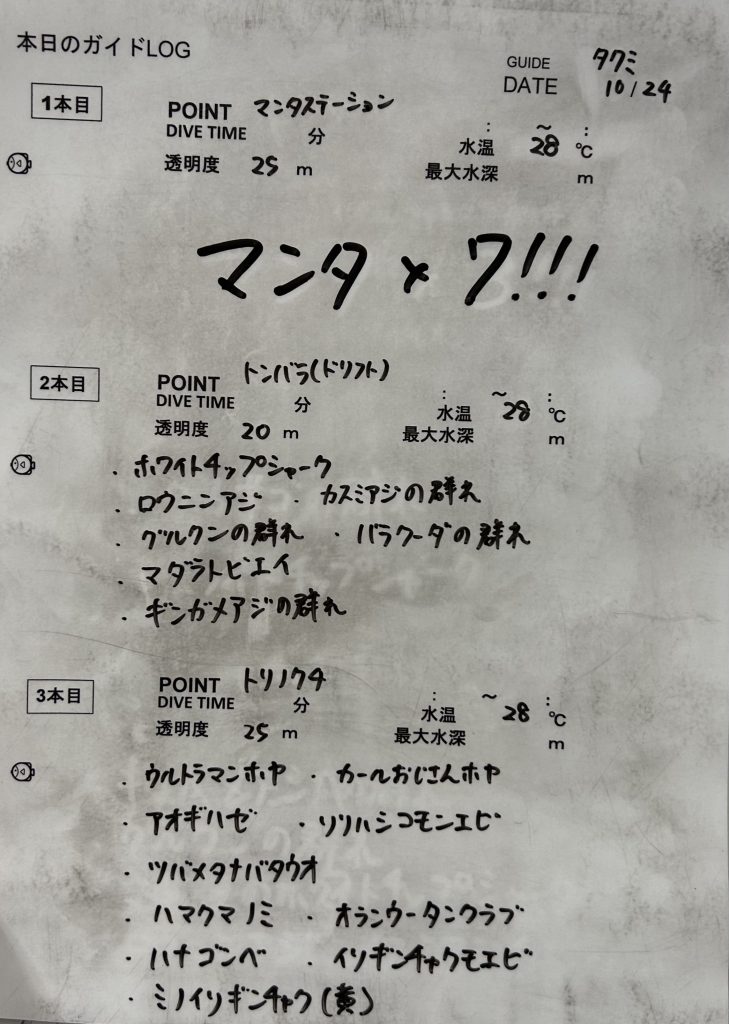 本日のガイドLOG
GUIDE タクミ
DATE 10/24
1本目 POINT マンタステーション
DIVE TIME 分 : ～ :
透明度 25 m 水温 28 ℃
最大水深 m
マンタ × 7!!!
2本目 POINT トンバラ(ドリフト)
DIVE TIME 分 : ～ :
透明度 20 m 水温 28 ℃
最大水深 m
・ホワイトチップシャーク
・ロウニンアジ ・カスミアジの群れ
・グルクンの群れ ・バラクーダの群れ
・マダラトビエイ
・ギンガメアジの群れ
3本目 POINT トリノクチ
DIVE TIME 分 : ～ :
透明度 25 m 水温 28 ℃
最大水深 m
・ウルトラマンホヤ ・カールおじさんホヤ
・アオギハゼ ・ソリハシコモンエビ
・ツバメタナバタウオ
・ハマクマノミ ・オランウータンクラブ
・ハナゴンベ ・イソギンチャクモエビ
・ミノイソギンチャク(黄)